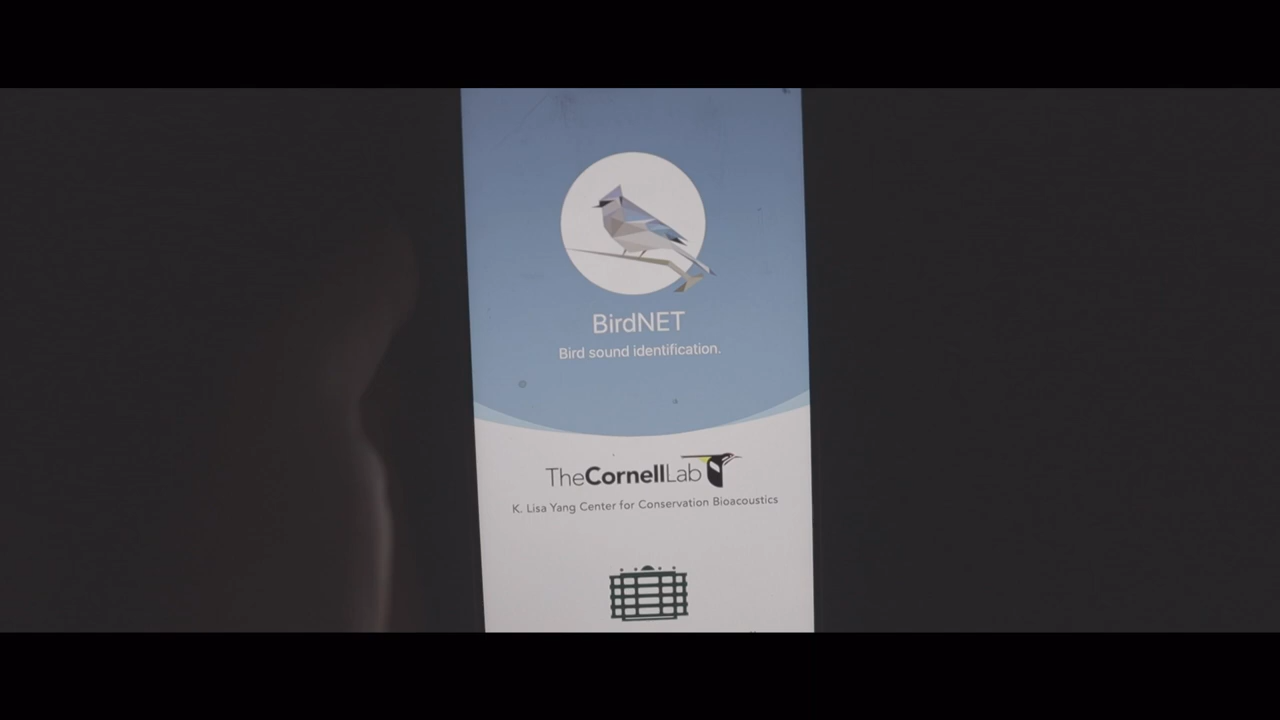 BirdNET
Bird sound identification.
TheCornellLab
K. Lisa Yang Center for Conservation Bioacoustics